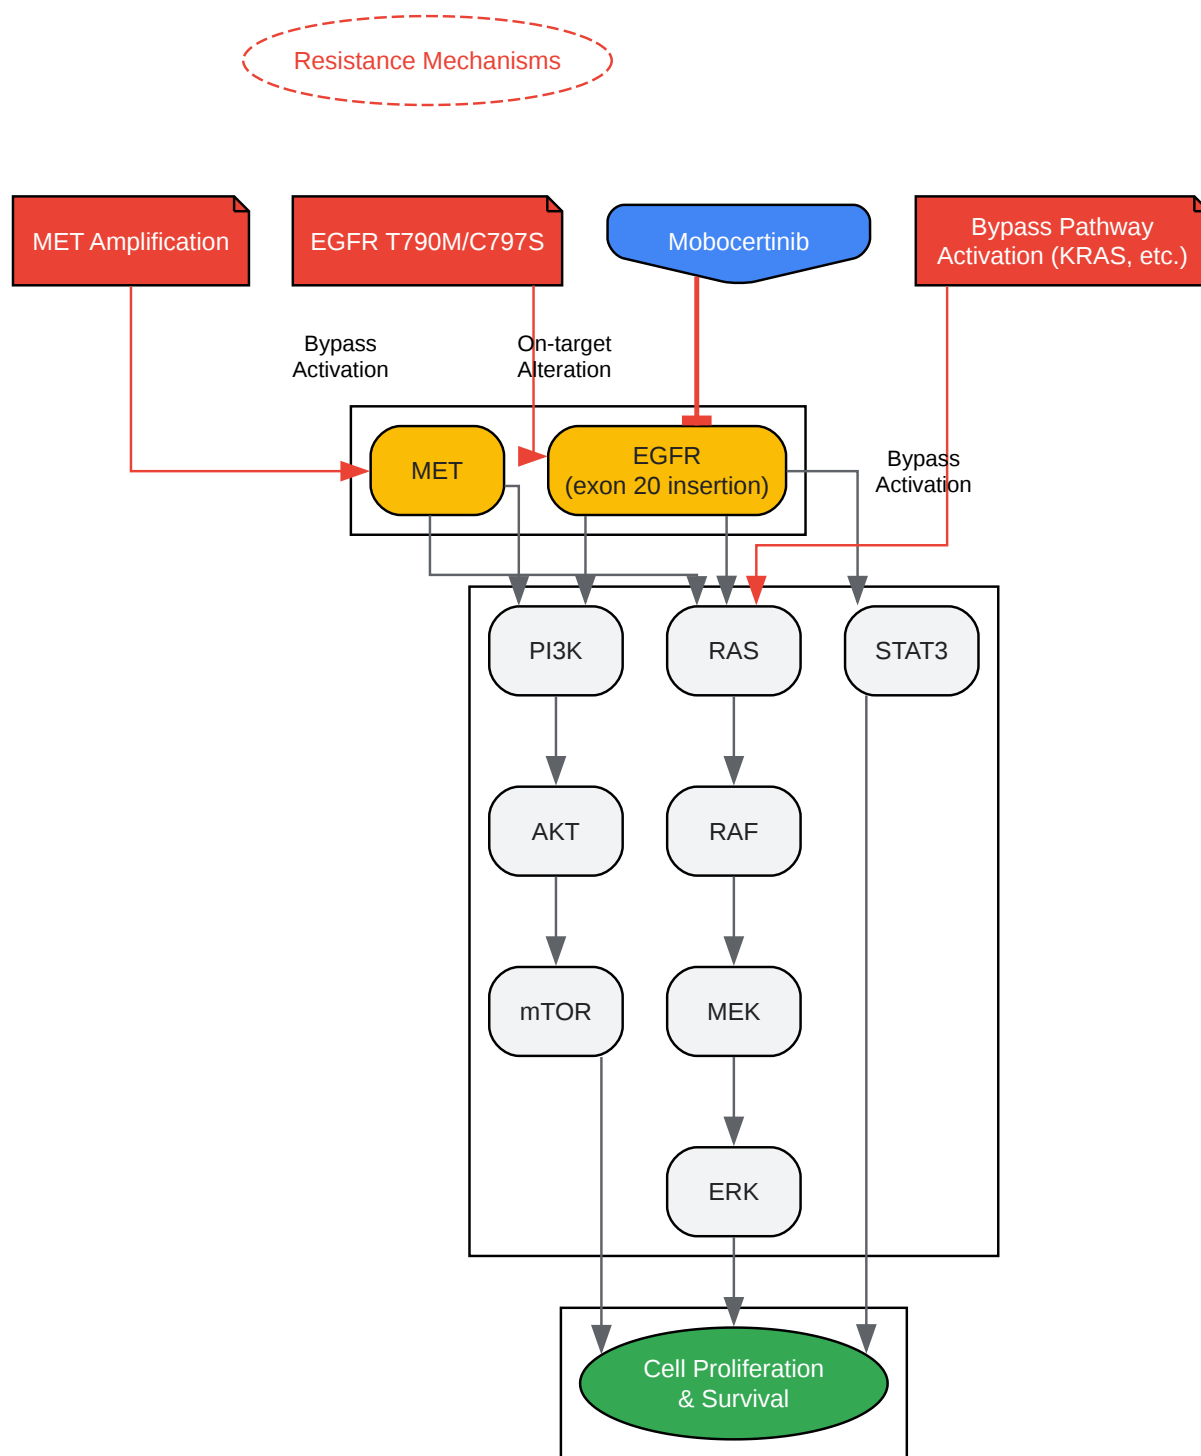 Resistance Mechanisms
MET Amplification
EGFR T790M/C797S
Mobocertinib
Bypass Pathway
Activation (KRAS, etc.)
Bypass
Activation
On-target
Alteration
MET
EGFR
(exon 20 insertion)
Bypass
Activation
PI3K
RAS
STAT3
AKT
RAF
mTOR
MEK
ERK
Cell Proliferation
& Survival